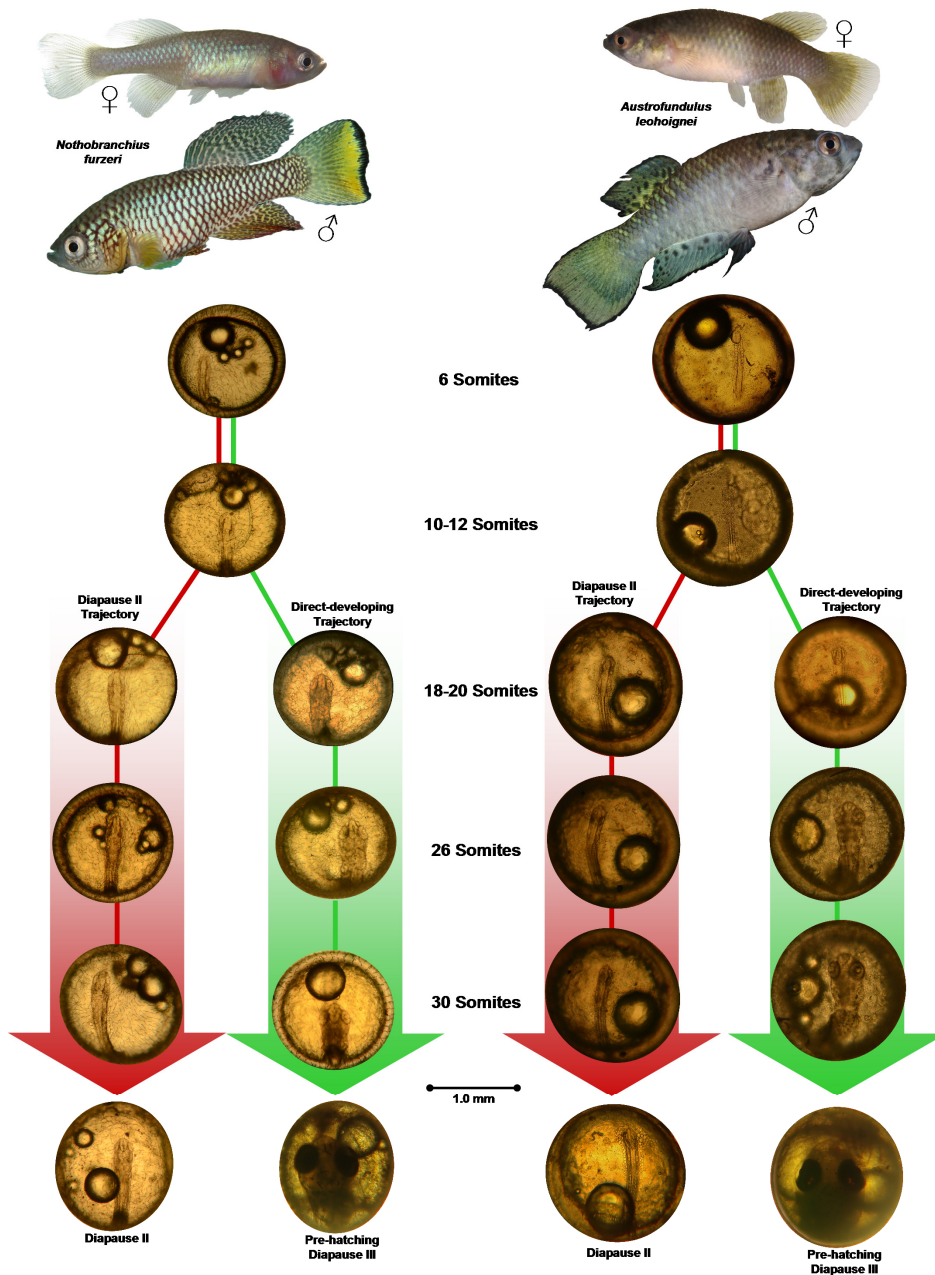 ♀
Nothobranchius
furzeri
♂
♀
Austrofundulus
leohoignei
♂
6 Somites
10-12 Somites
Diapause II
Trajectory
Direct-developing
Trajectory
Diapause II
Trajectory
Direct-developing
Trajectory
18-20 Somites
26 Somites
30 Somites
1.0 mm
Diapause II
Pre-hatching
Diapause III
Diapause II
Pre-hatching
Diapause III